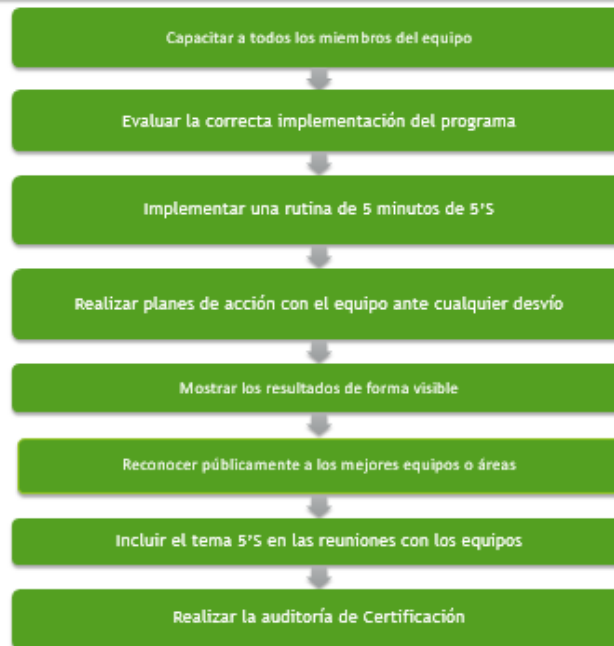 Capacitar a todos los miembros del equipo
Evaluar la correcta implementación del programa
Implementar una rutina de 5 minutos de 5'S
Realizar planes de acción con el equipo ante cualquier desvío
Mostrar los resultados de forma visible
Reconocer públicamente a los mejores equipos o áreas
Incluir el tema 5'S en las reuniones con los equipos
Realizar la auditoría de Certificación